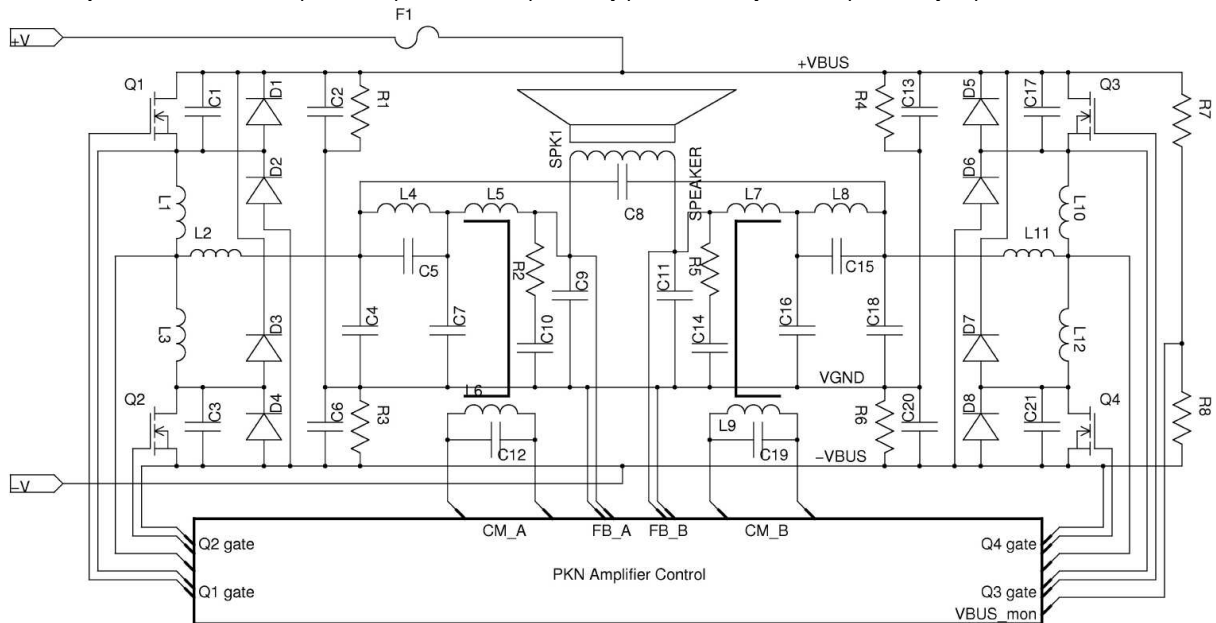 F1
+V
+VBUS
Q1
C1
D1
C2
R1
R4
C13
D5
C17
Q3
R7
D2
SPK1
SPEAKER
D6
L1
L2
L4
L5
C8
L7
L8
L10
L11
C5
R2
C9
C11
R5
C15
L3
D3
C4
C7
C10
C14
C16
C18
D7
L12
VGND
Q2
C3
D4
C6
R3
L6
C12
L9
C19
R6
C20
D8
C21
Q4
R8
-VBUS
-V
CM_A
FB_A
FB_B
CM_B
Q2 gate
Q4 gate
PKN Amplifier Control
Q1 gate
Q3 gate
VBUS_mon